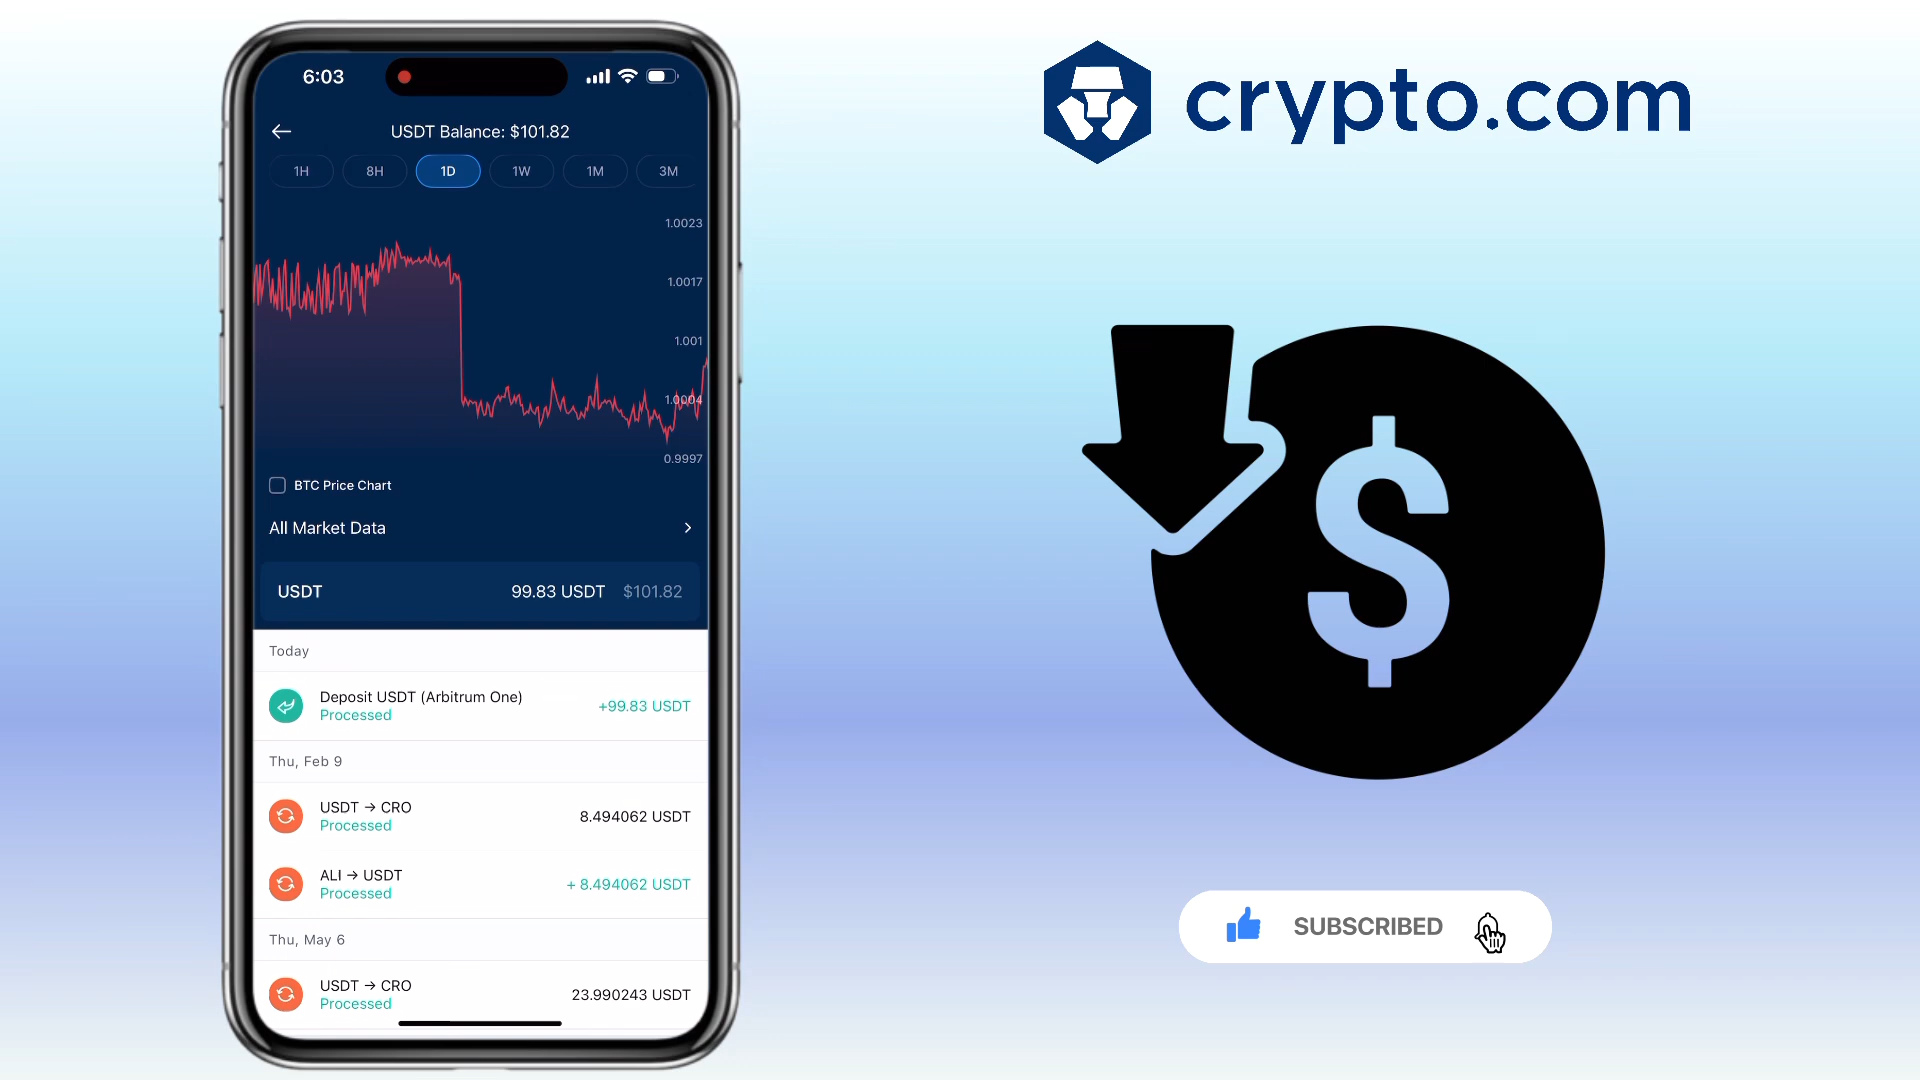 6:03
USDT Balance: $101.82
1H 8H 1D 1W 1M 3M
1.0023
1.0017
1.001
1.0004
0.9997
BTC Price Chart
All Market Data
USDT 99.83 USDT $101.82
Today
Deposit USDT (Arbitrum One)
Processed
+99.83 USDT
Thu, Feb 9
USDT → CRO
Processed
8.494062 USDT
ALI → USDT
Processed
+ 8.494062 USDT
Thu, May 6
USDT → CRO
Processed
23.990243 USDT
crypto.com
$
SUBSCRIBED